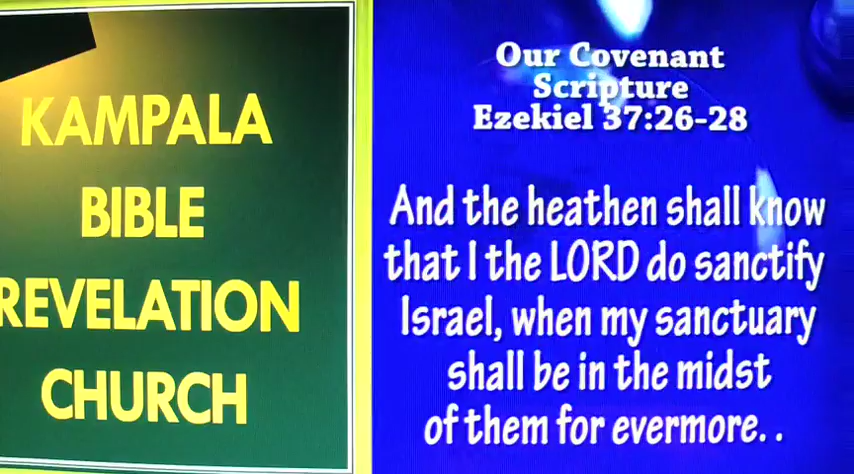 KAMPALA
BIBLE
REVELATION
CHURCH
Our Covenant
Scripture
Ezekiel 37:26-28
And the heathen shall know
that I the LORD do sanctify
Israel, when my sanctuary
shall be in the midst
of them for evermore. .